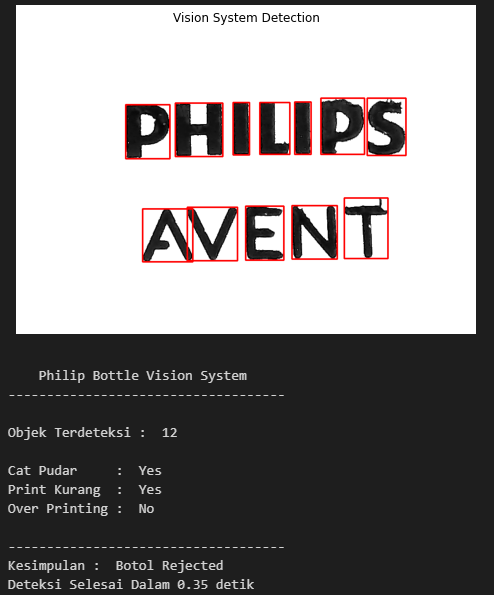 Vision System Detection
PHILIPS
AVENT
Philip Bottle Vision System
------------------------------------
Objek Terdeteksi :  12
Cat Pudar     :  Yes
Print Kurang  :  Yes
Over Printing :  No
------------------------------------
Kesimpulan :  Botol Rejected
Deteksi Selesai Dalam 0.35 detik